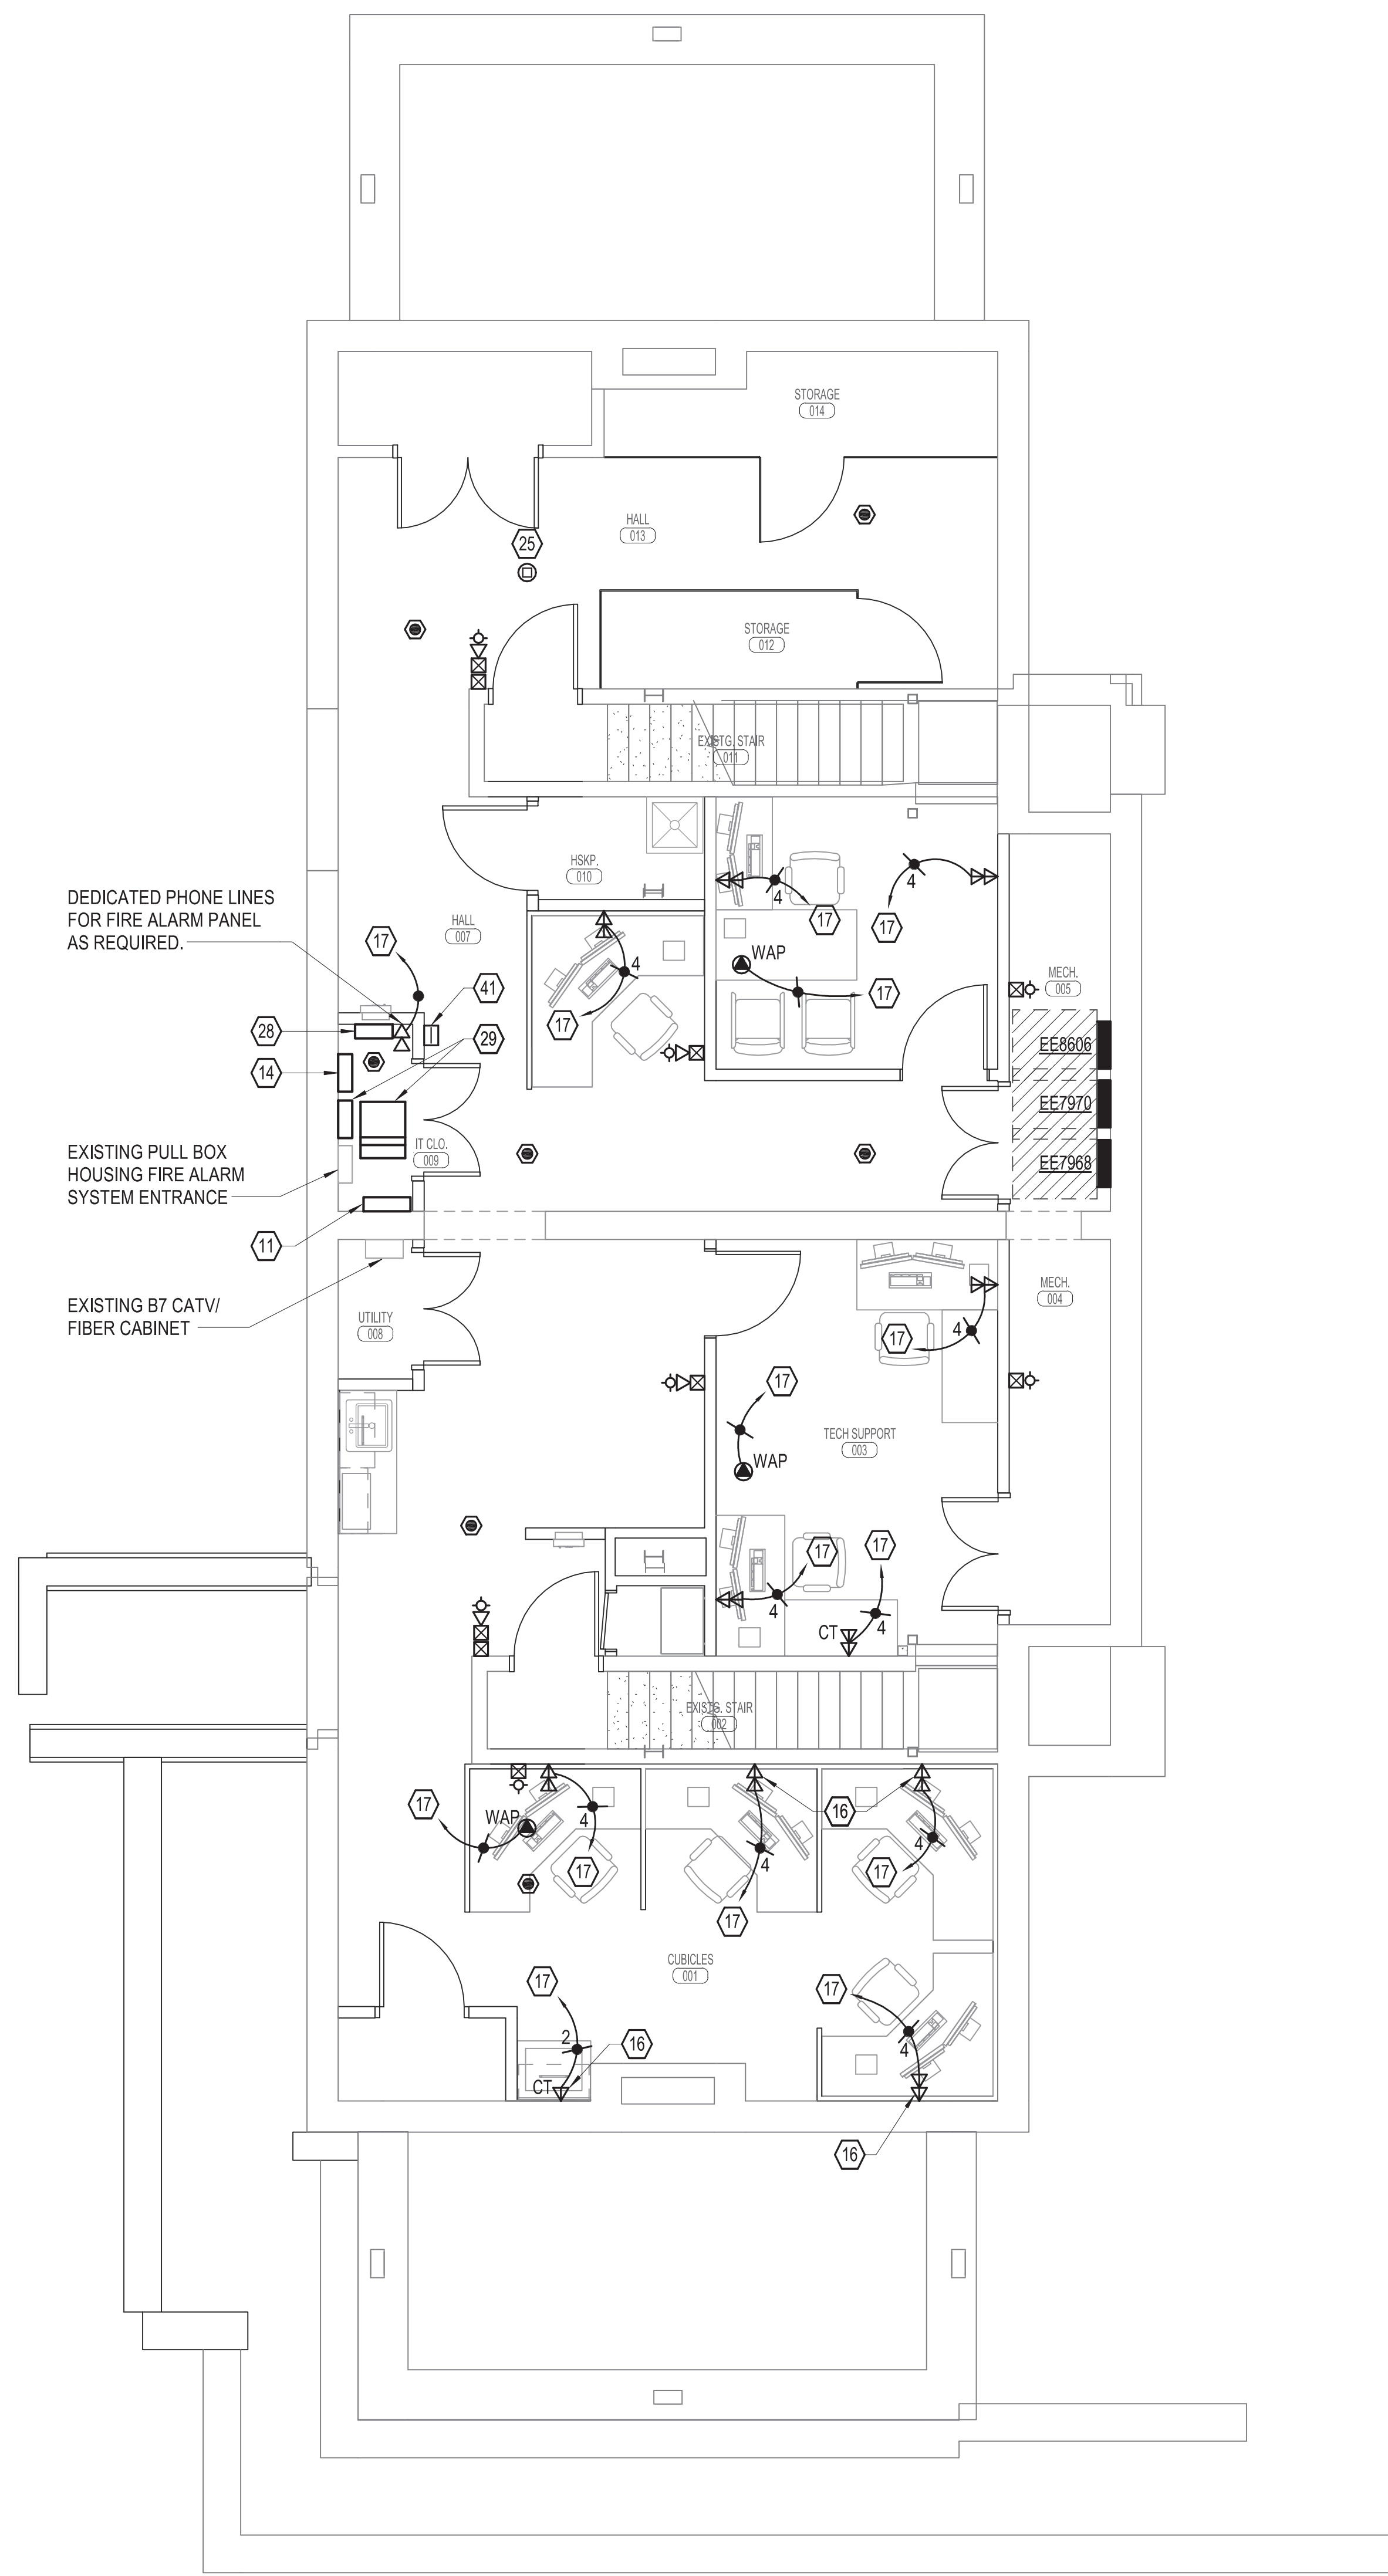 STORAGE
014
HALL
013
25
STORAGE
012
EXISTG. STAIR
011
HSKP.
010
4
17
4
17
DEDICATED PHONE LINES
FOR FIRE ALARM PANEL
AS REQUIRED.
17
HALL
007
WAP
4
17
17
MECH.
005
41
28
29
14
EE8606
EE7970
EE7968
IT CLO.
009
EXISTING PULL BOX
HOUSING FIRE ALARM
SYSTEM ENTRANCE
11
EXISTING B7 CATV/
FIBER CABINET
UTILITY
008
MECH.
004
4
17
17
TECH SUPPORT
003
WAP
17
17
4
CT
4
EXISTG. STAIR
002
17
WAP
4
16
17
4
17
4
17
CUBICLES
001
17
17
2
16
4
CT
16